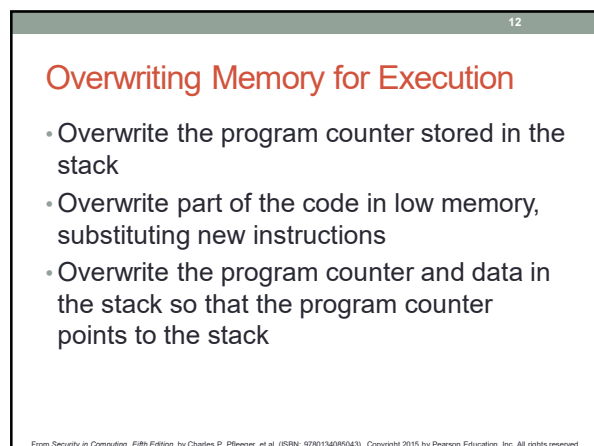 12
Overwriting Memory for Execution
• Overwrite the program counter stored in the
stack
• Overwrite part of the code in low memory,
substituting new instructions
• Overwrite the program counter and data in
the stack so that the program counter
points to the stack
From Security in Computing, Fifth Edition, by Charles P. Pfleeger, et al. (ISBN: 9780134085043). Copyright 2015 by Pearson Education, Inc. All rights reserved.